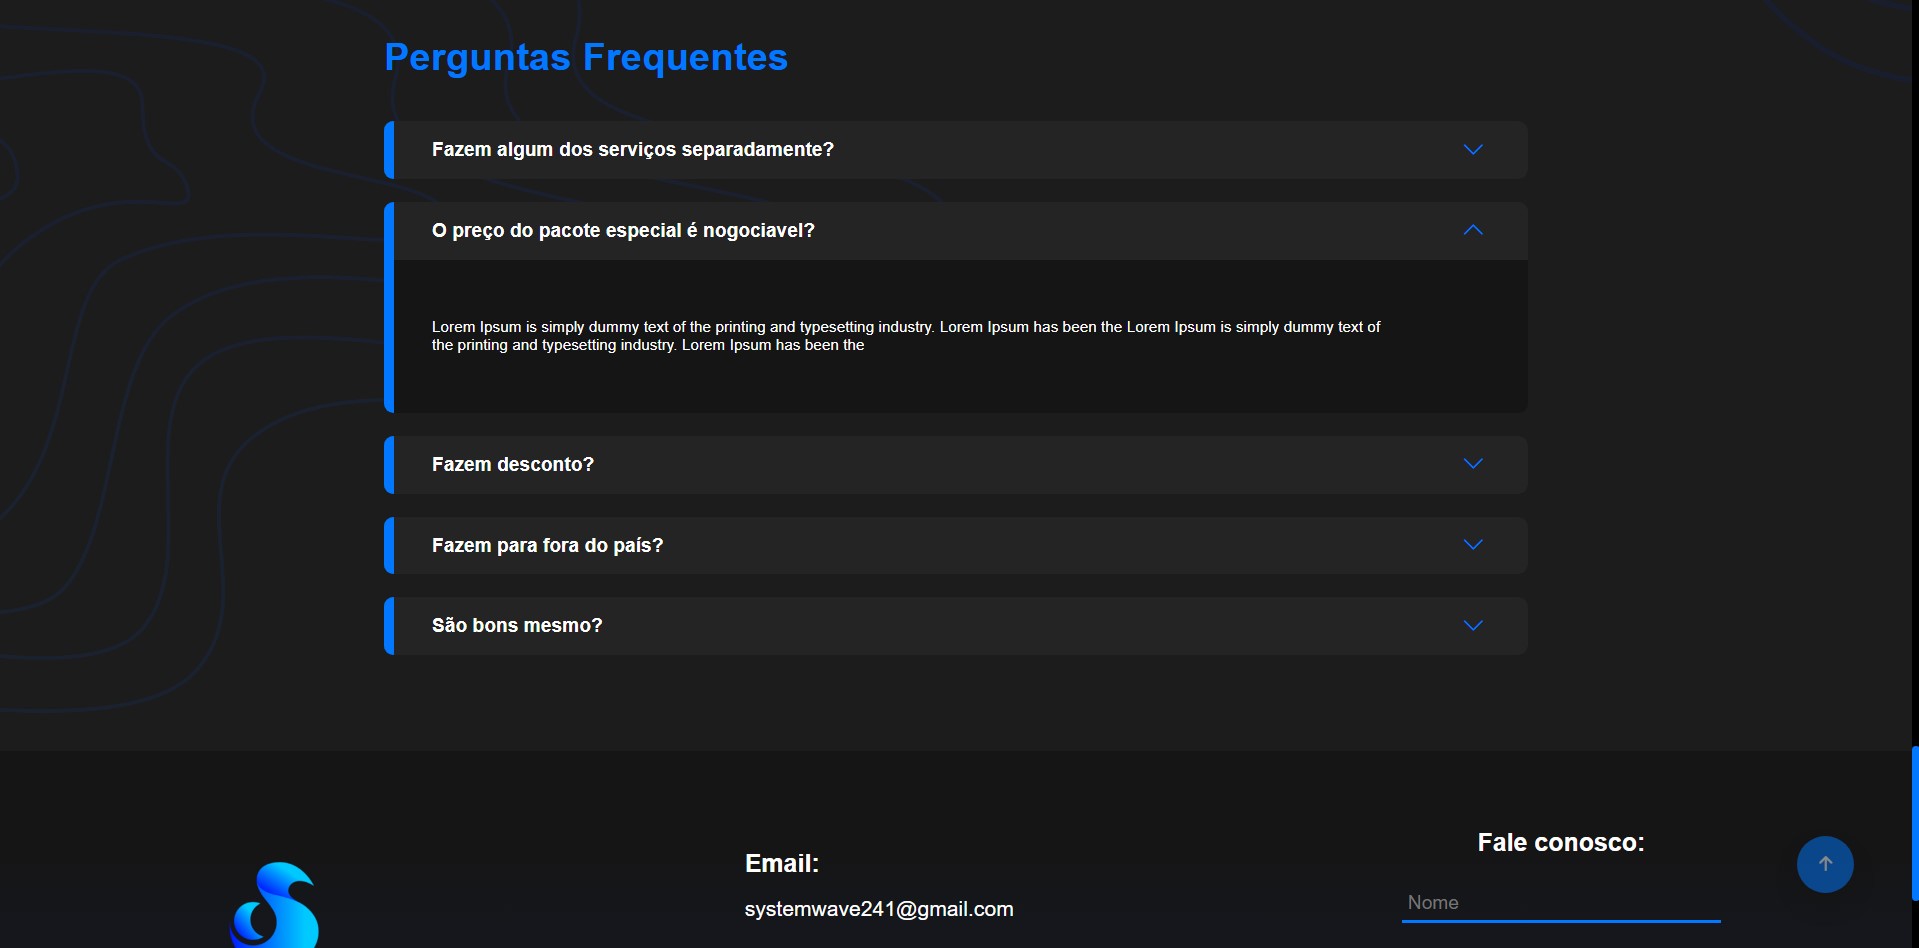 Perguntas Frequentes
Fazem algum dos serviços separadamente?
O preço do pacote especial é nogociavel?
Lorem Ipsum is simply dummy text of the printing and typesetting industry. Lorem Ipsum has been the Lorem Ipsum is simply dummy text of
the printing and typesetting industry. Lorem Ipsum has been the
Fazem desconto?
Fazem para fora do país?
São bons mesmo?
Email:
systemwave241@gmail.com
Fale conosco:
Nome